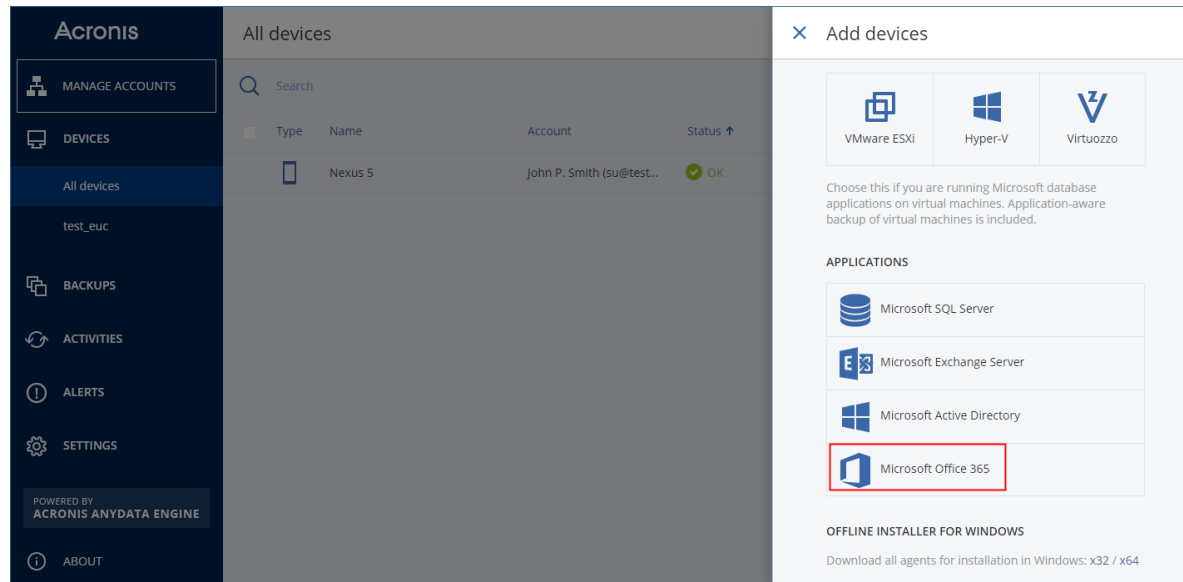 Acronis
MANAGE ACCOUNTS
DEVICES
All devices
test_euc
BACKUPS
ACTIVITIES
ALERTS
SETTINGS
POWERED BY
ACRONIS ANYDATA ENGINE
ABOUT
All devices
Search
Type Name Account Status ↑
Nexus 5 John P. Smith (su@test... OK
Add devices
VMware ESXi Hyper-V Virtuozzo
Choose this if you are running Microsoft database
applications on virtual machines. Application-aware
backup of virtual machines is included.
APPLICATIONS
Microsoft SQL Server
Microsoft Exchange Server
Microsoft Active Directory
Microsoft Office 365
OFFLINE INSTALLER FOR WINDOWS
Download all agents for installation in Windows: x32 / x64